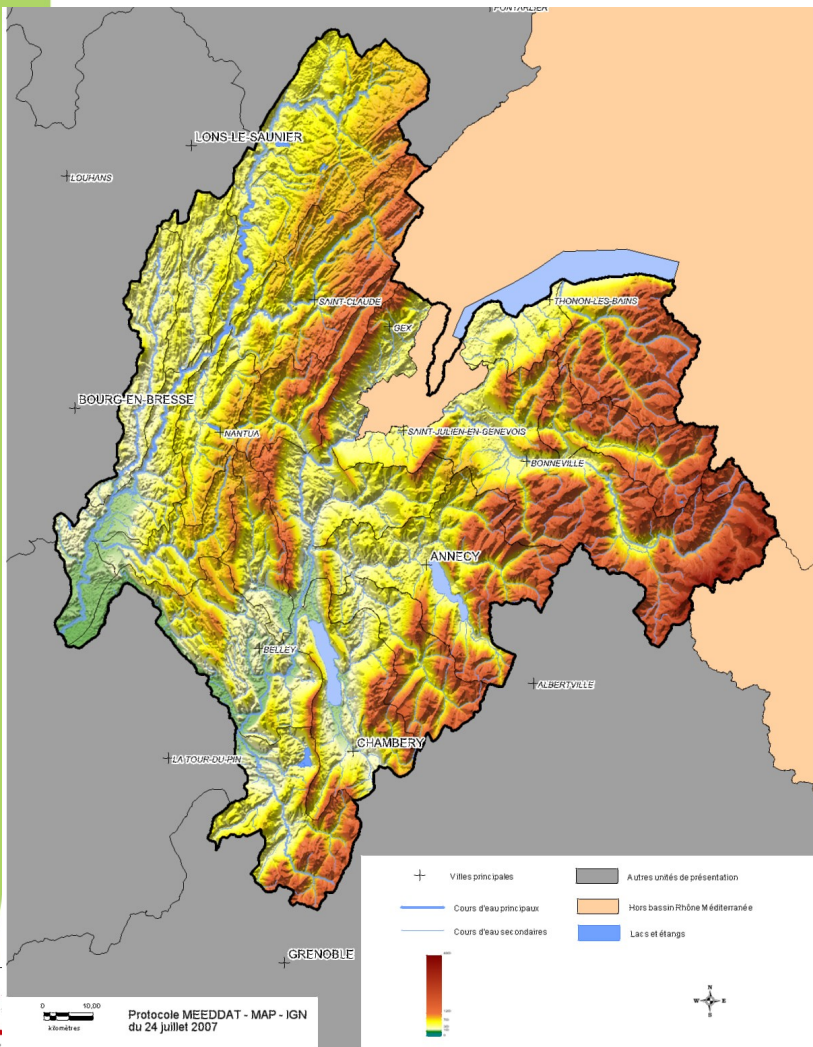 PONTARLIER
LONS-LE-SAUNIER
LOUHANS
SAINT-CLAUDE
THONON-LES-BAINS
GEX
BOURG-EN-BRESSE
NANTUA
SAINT-JULIEN-EN-GENEVOIS
BONNEVILLE
ANNECY
BELLEY
ALBERTVILLE
CHAMBERY
LA TOUR-DU-PIN
GRENOBLE
Villes principales
Autres unités de présentation
Cours d'eau principaux
Hors bassin Rhône Méditerranée
Cours d'eau secondaires
Lacs et étangs
N
W E
S
0 10,00
kilomètres
Protocole MEEDDAT - MAP - IGN
du 24 juillet 2007